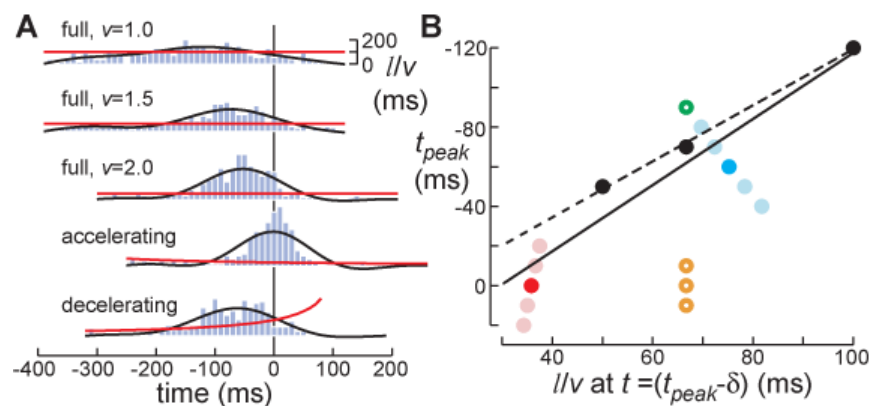 A
full, v=1.0
200
0
l/v
(ms)
full, v=1.5
full, v=2.0
accelerating
decelerating
-400 -300 -200 -100 0 100 200
time (ms)
B
-120
-80
t_peak
(ms)
-40
0
40 60 80 100
l/v at t=(t_peak-δ) (ms)